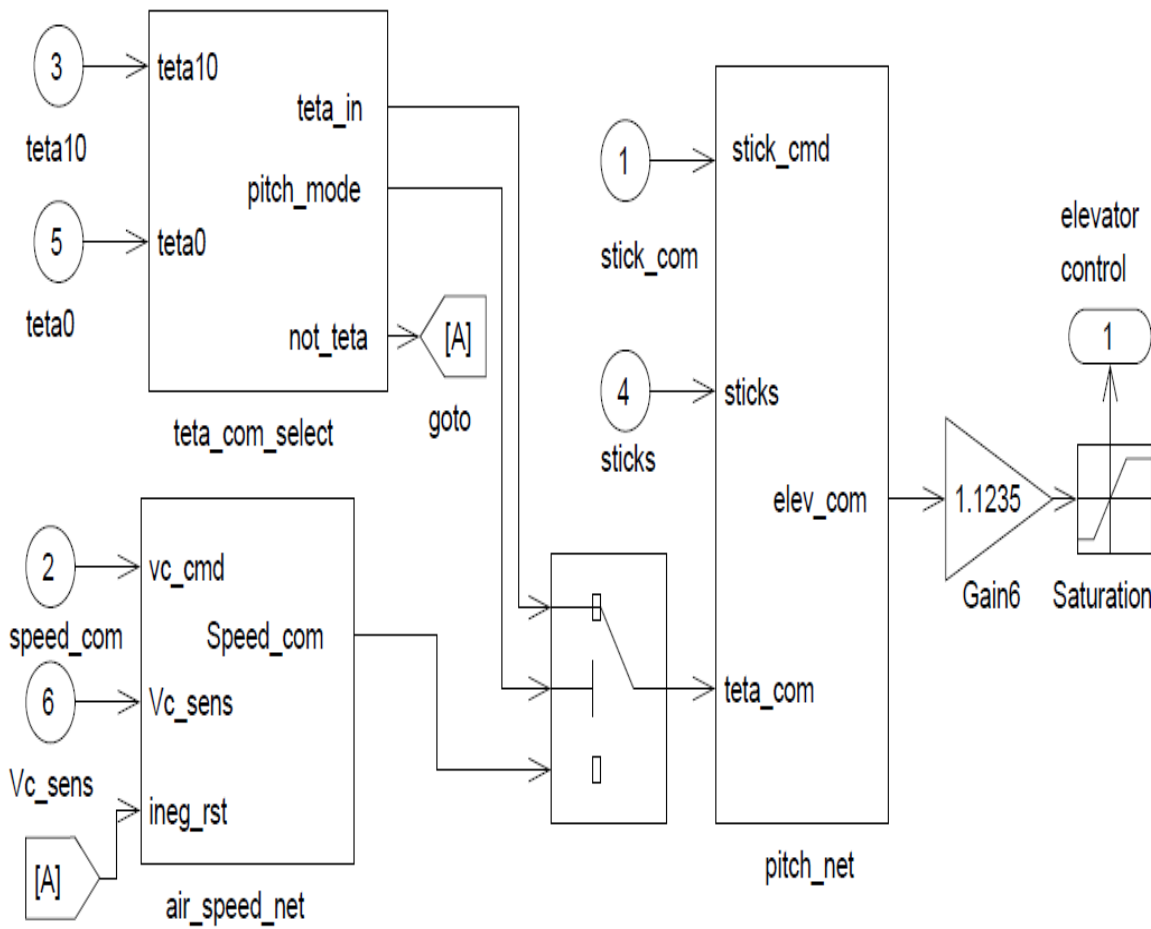 3
teta10
teta10
5
teta0
teta0
teta_in
pitch_mode
not_teta
[A]
goto
teta_com_select
1
stick_com
stick_cmd
4
sticks
sticks
elev_com
teta_com
pitch_net
elevator
control
1
1.1235
Gain6
Saturation
2
speed_com
vc_cmd
Speed_com
6
Vc_sens
Vc_sens
[A]
ineg_rst
air_speed_net